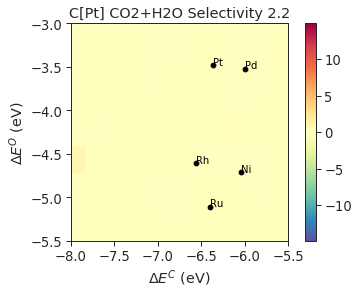 C[Pt] CO2+H2O Selectivity 2.2
−3.0
−3.5
−4.0
−4.5
−5.0
−5.5
ΔE^O (eV)
Pt
Pd
Rh
Ni
Ru
−8.0 −7.5 −7.0 −6.5 −6.0 −5.5
ΔE^C (eV)
15
10
5
0
−5
−10